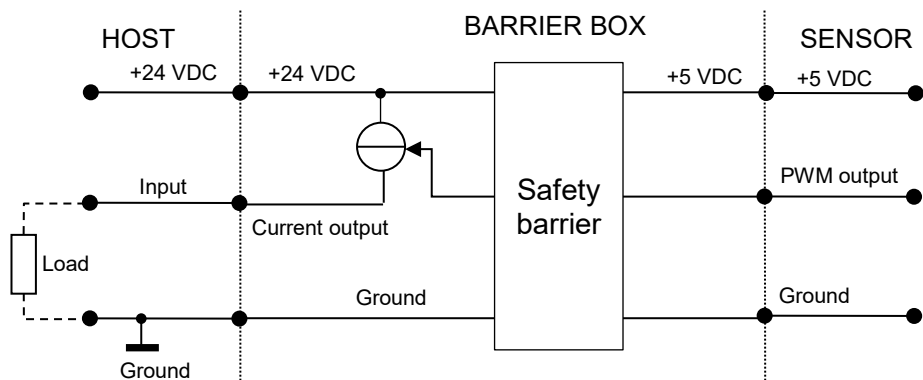 HOST
BARRIER BOX
SENSOR
+24 VDC
+24 VDC
+5 VDC
+5 VDC
Input
Current output
Safety
barrier
PWM output
Load
Ground
Ground
Ground